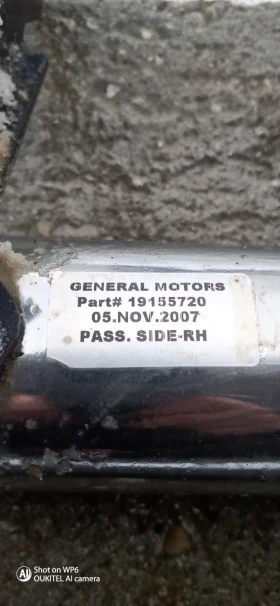 GENERAL MOTORS
Part# 19155720
05.NOV.2007
PASS. SIDE-RH
Shot on WP6
OUKITEL AI camera